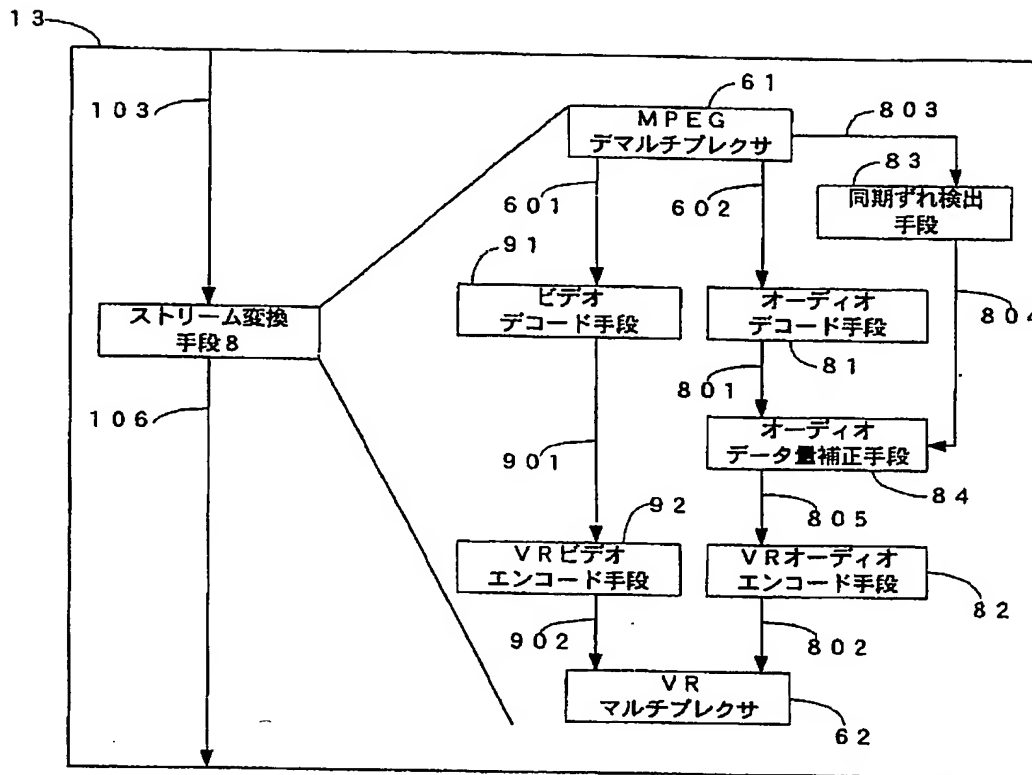 13
103
61
MPEG
デマルチプレクサ
803
83
同期ずれ検出
手段
601
602
91
ビデオ
デコード手段
オーディオ
デコード手段
804
ストリーム変換
手段8
81
801
106
オーディオ
データ量補正手段
901
84
92
805
VRビデオ
エンコード手段
VRオーディオ
エンコード手段
82
902
802
VR
マルチプレクサ
62